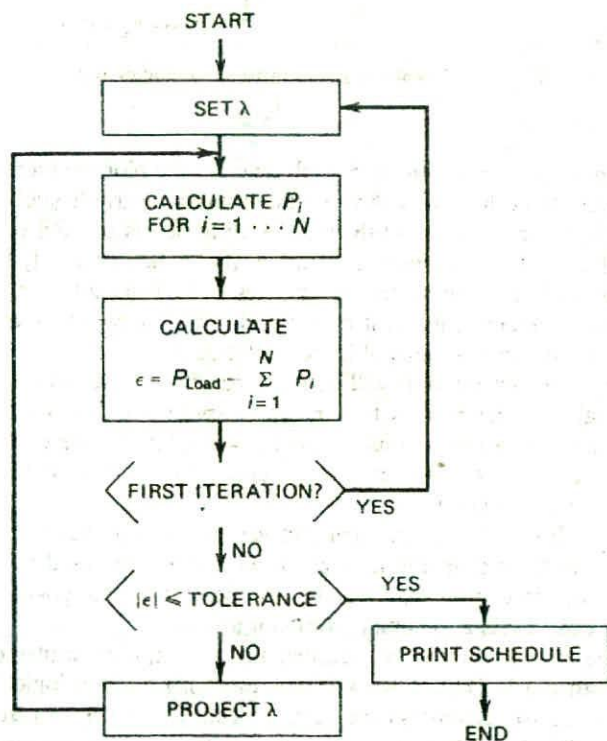 START
SET λ
CALCULATE Pᵢ
FOR i = 1 ··· N
CALCULATE
N
ϵ = P_Load − Σ Pᵢ
i=1
FIRST ITERATION?
YES
NO
|ϵ| ⩽ TOLERANCE
YES
NO
PRINT SCHEDULE
PROJECT λ
END